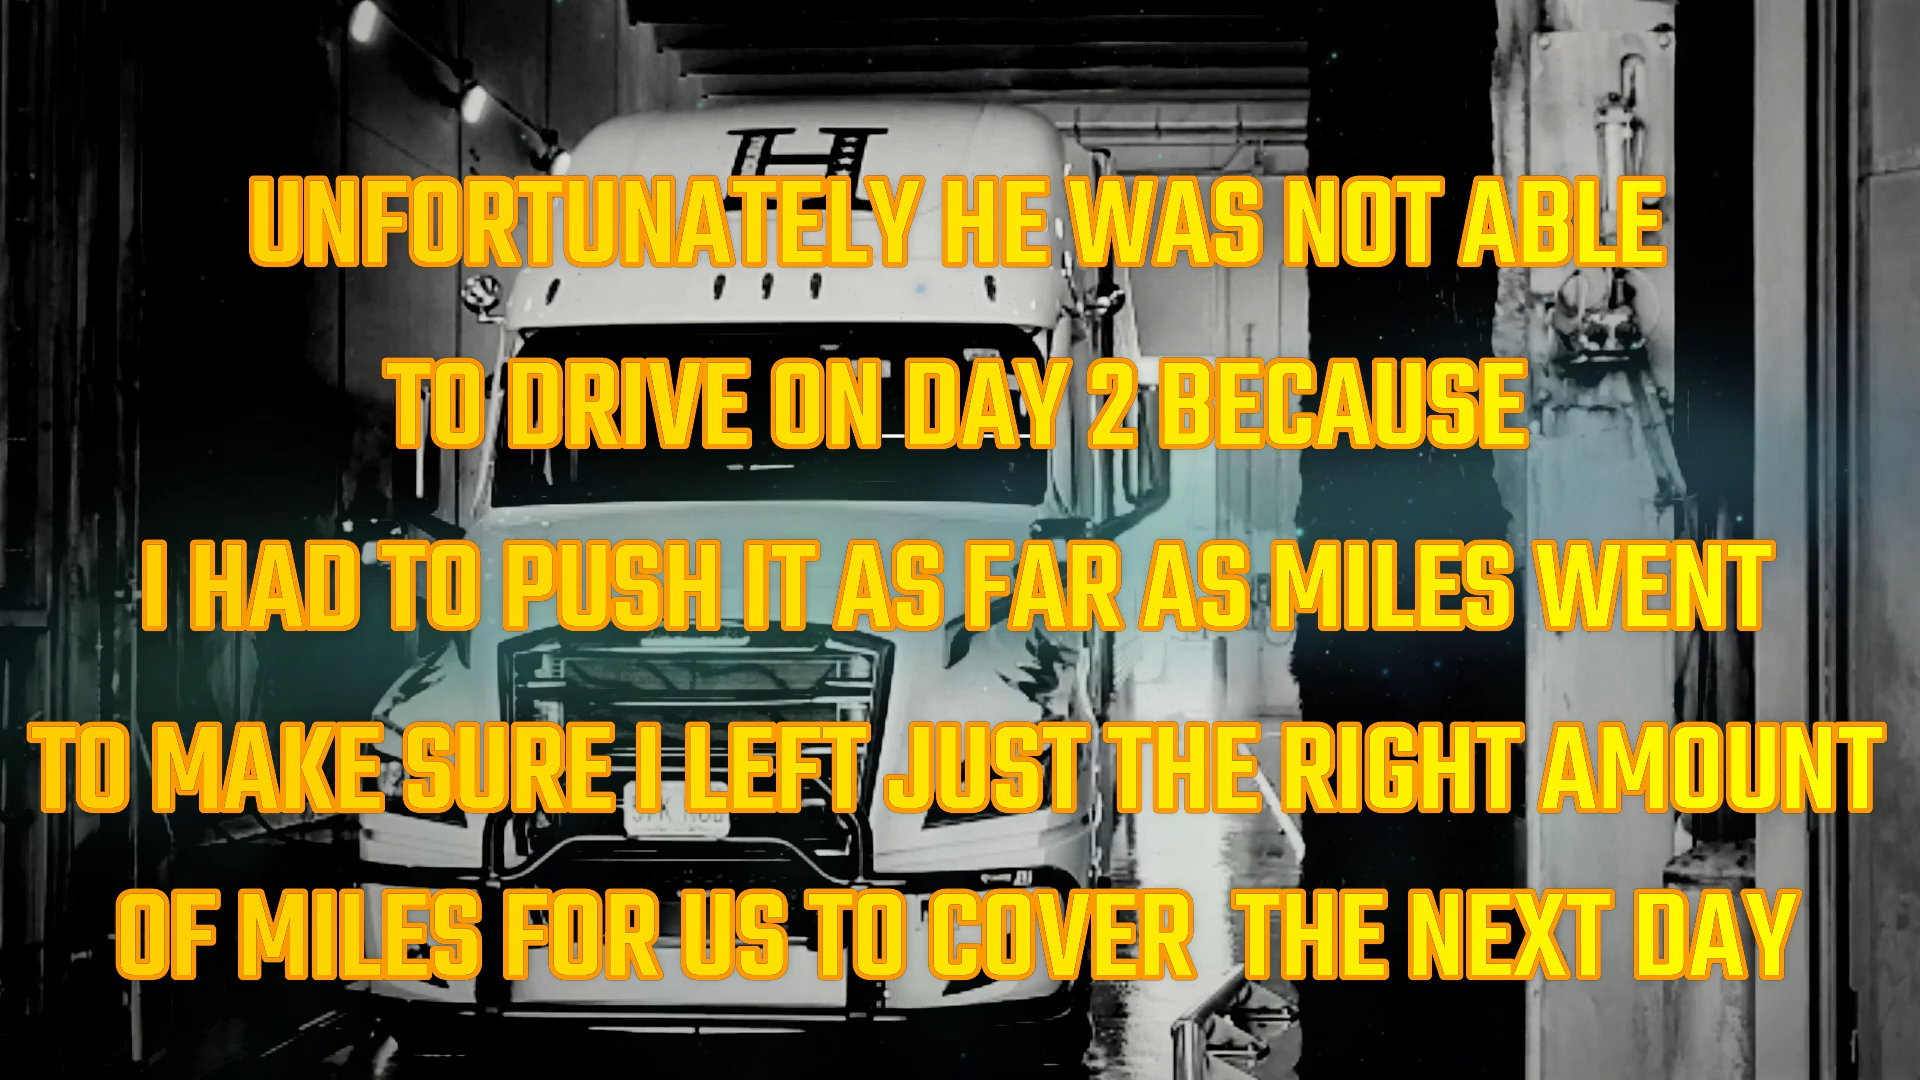 H
UNFORTUNATELY HE WAS NOT ABLE
TO DRIVE ON DAY 2 BECAUSE
I HAD TO PUSH IT AS FAR AS MILES WENT
TO MAKE SURE I LEFT JUST THE RIGHT AMOUNT
OF MILES FOR US TO COVER THE NEXT DAY